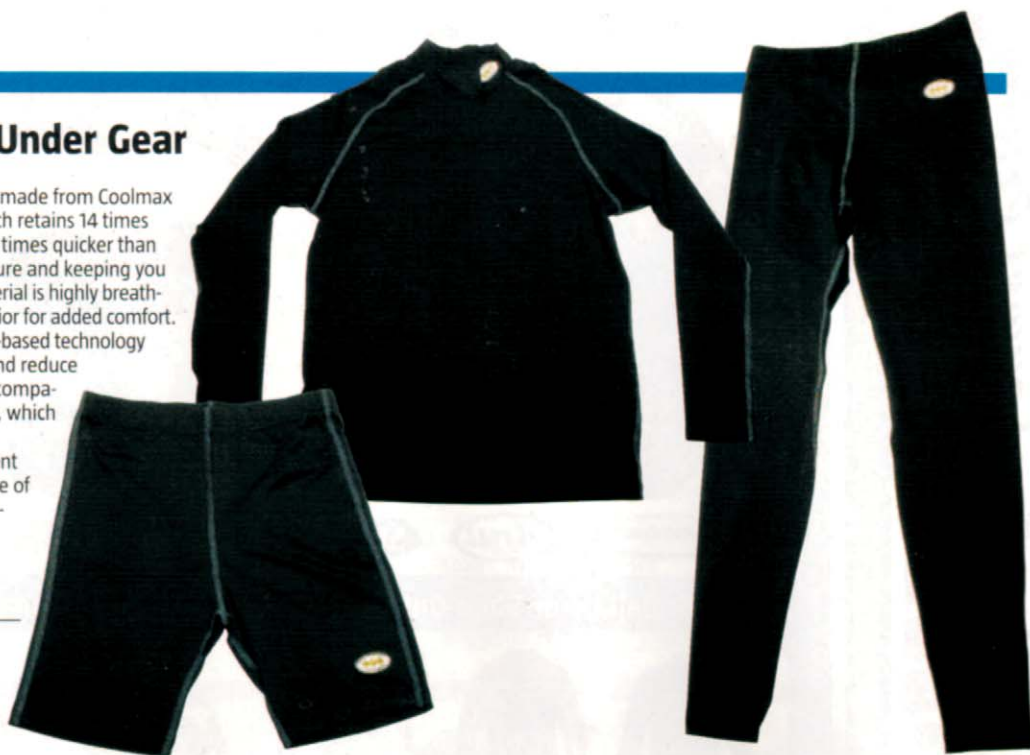 Under Gear
made from Coolmax
th retains 14 times
times quicker than
ure and keeping you
erial is highly breath-
ior for added comfort.
-based technology
nd reduce
compa-
, which
nt
e of
-